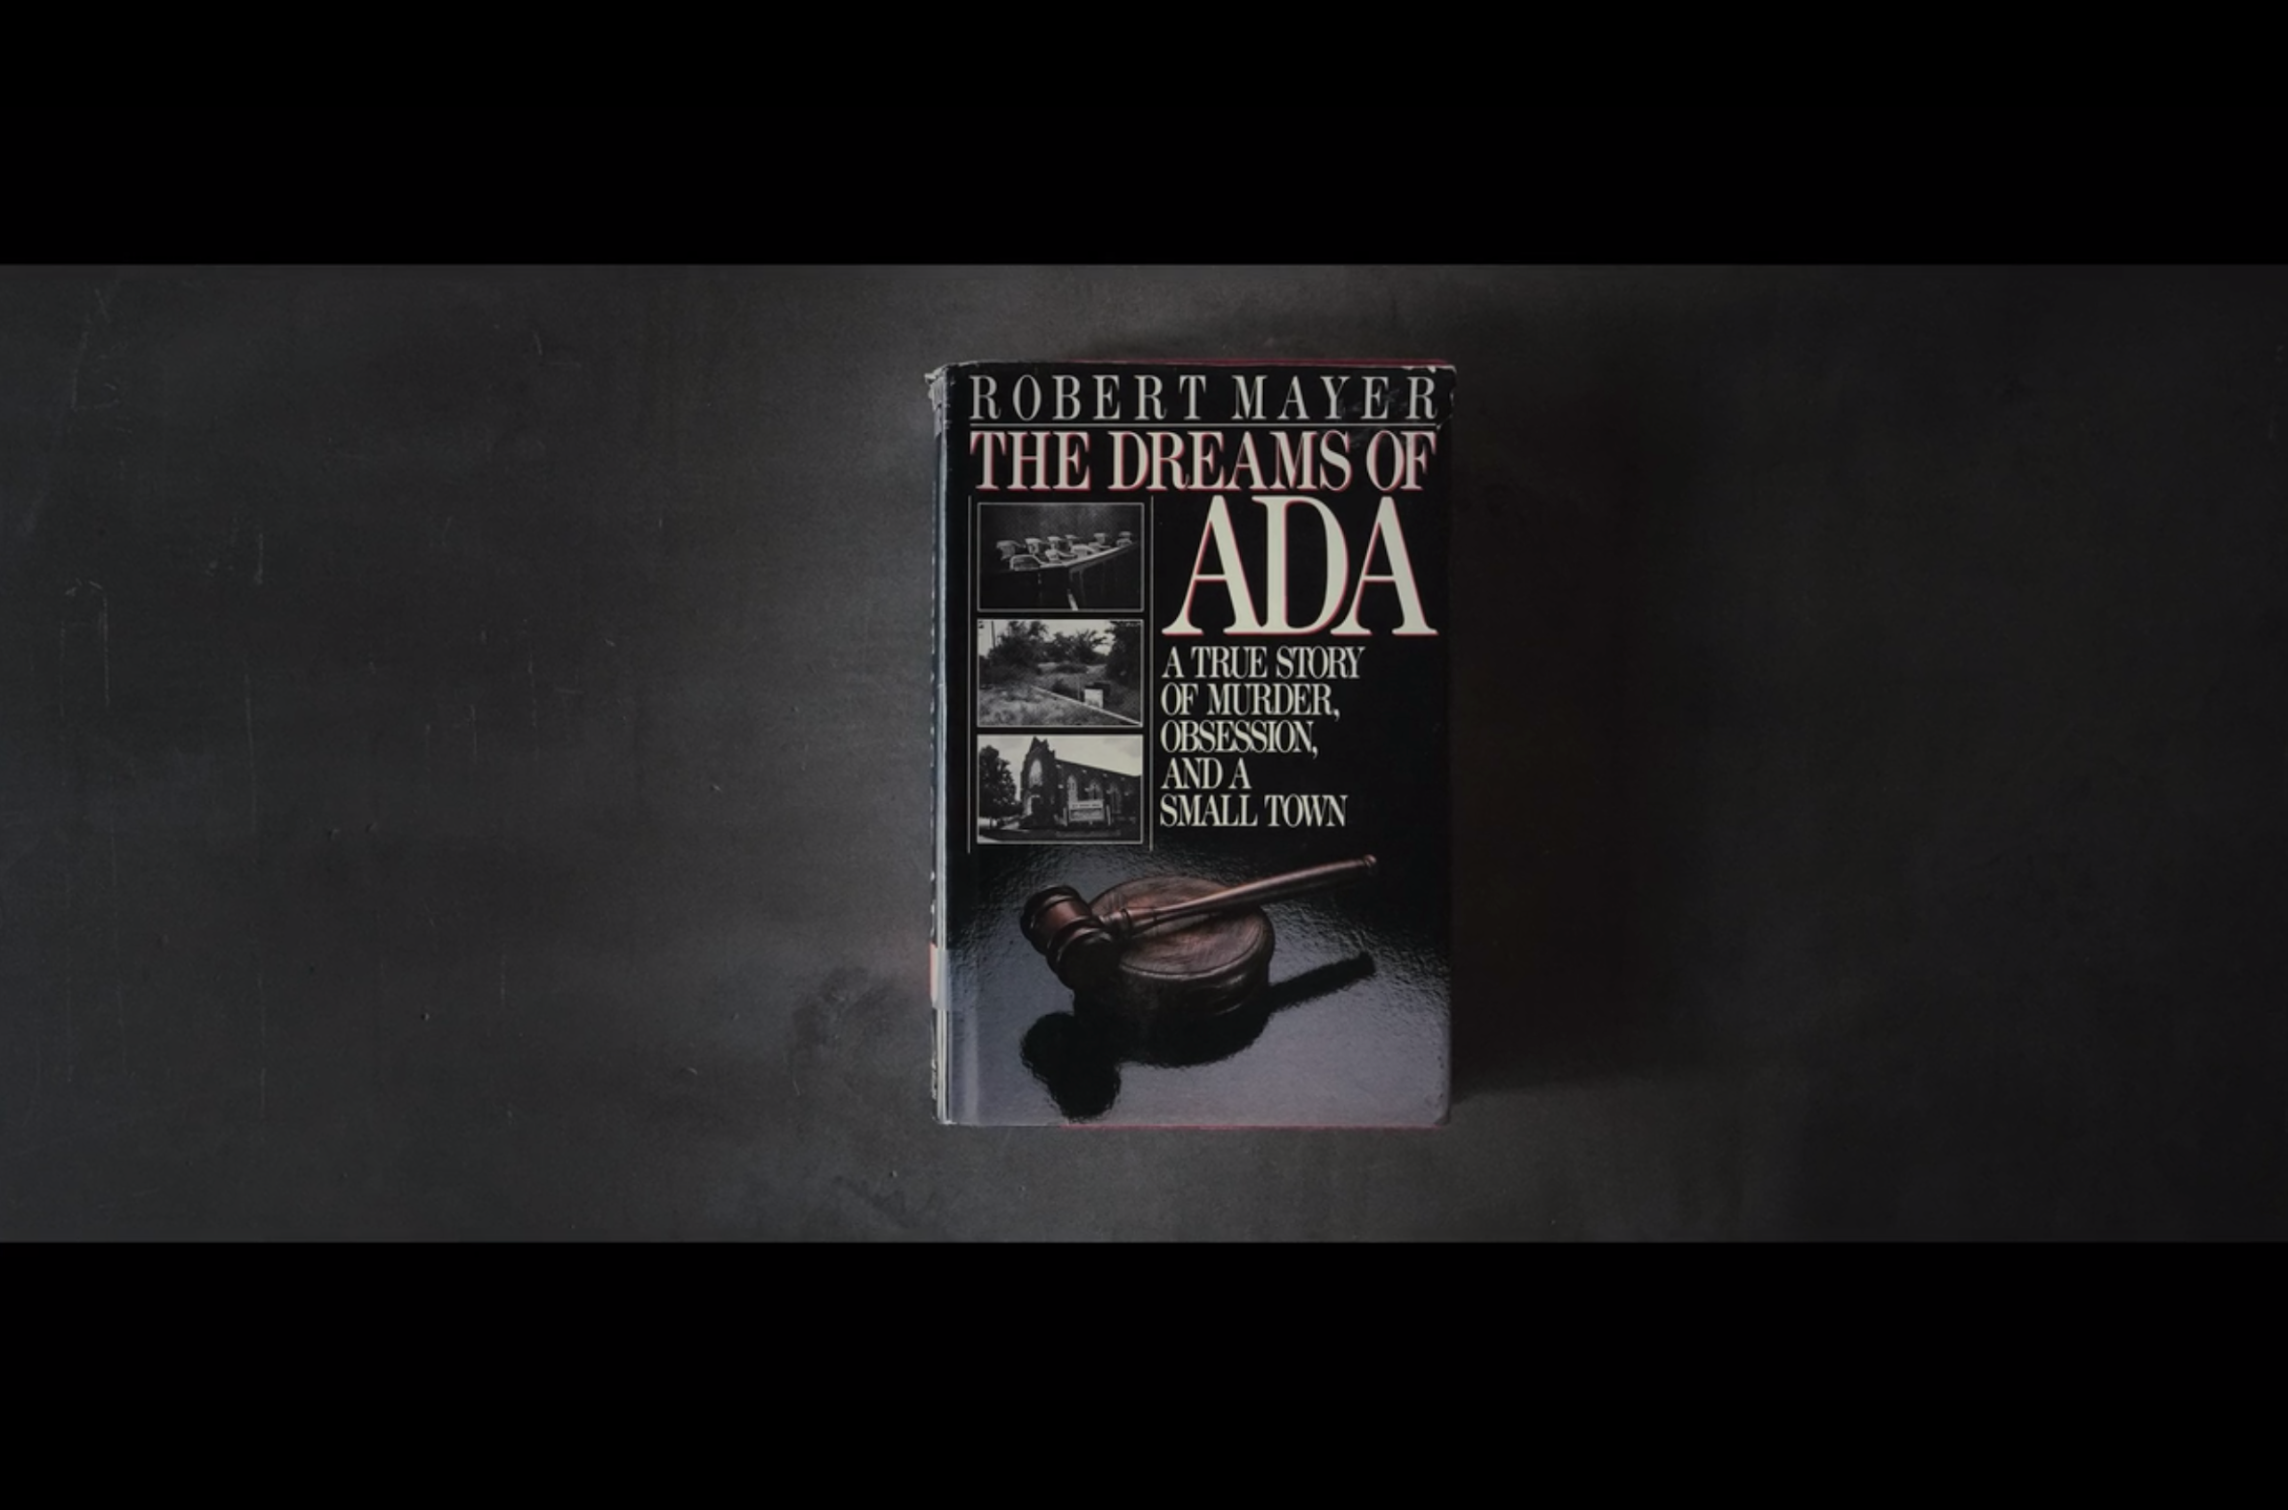 ROBERT MAYER
THE DREAMS OF
ADA
A TRUE STORY
OF MURDER,
OBSESSION,
AND A
SMALL TOWN